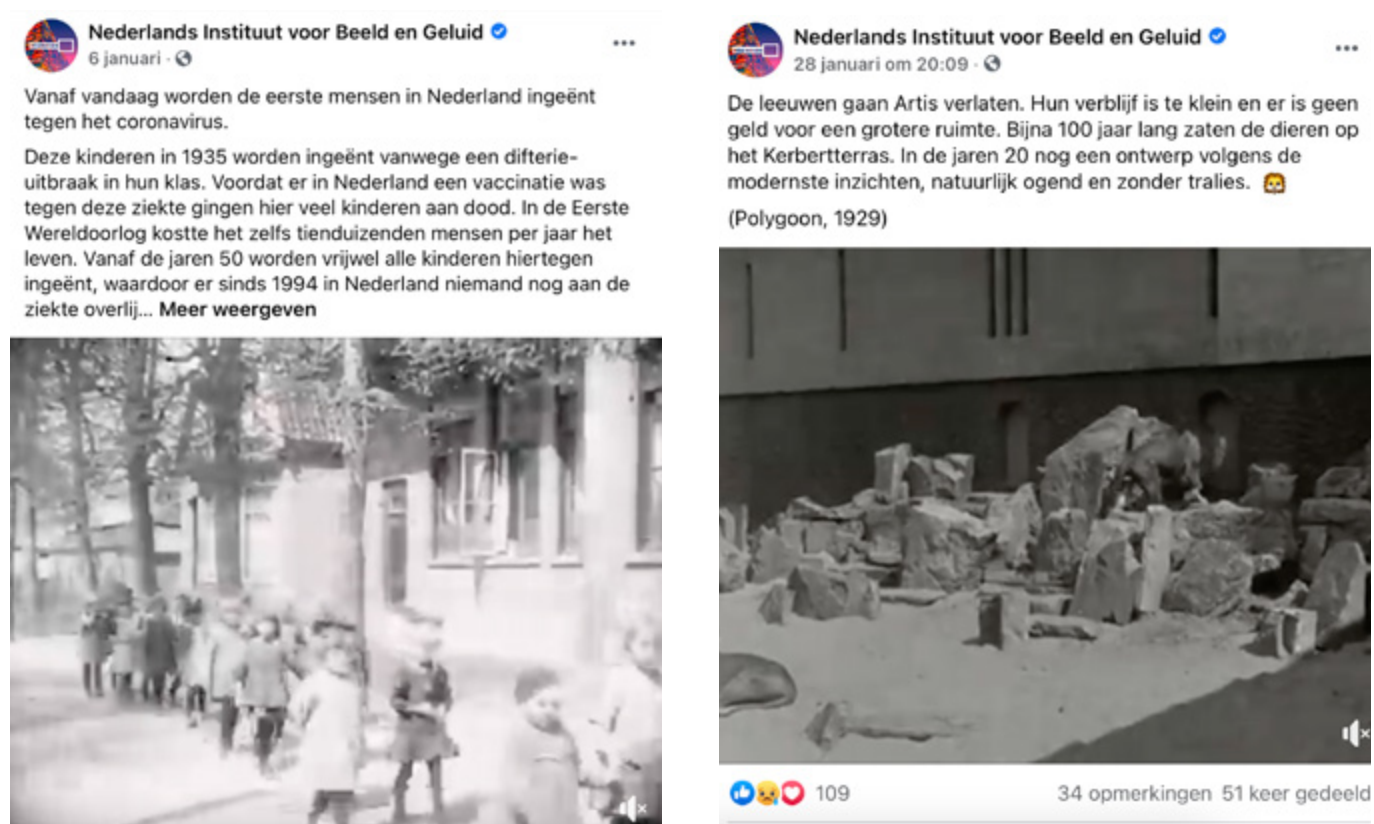 Nederlands Instituut voor Beeld en Geluid
6 januari ·
Vanaf vandaag worden de eerste mensen in Nederland ingeënt
tegen het coronavirus.
Deze kinderen in 1935 worden ingeënt vanwege een difterie-
uitbraak in hun klas. Voordat er in Nederland een vaccinatie was
tegen deze ziekte gingen hier veel kinderen aan dood. In de Eerste
Wereldoorlog kostte het zelfs tienduizenden mensen per jaar het
leven. Vanaf de jaren 50 worden vrijwel alle kinderen hiertegen
ingeënt, waardoor er sinds 1994 in Nederland niemand nog aan de
ziekte overlij... Meer weergeven
Nederlands Instituut voor Beeld en Geluid
28 januari om 20:09 ·
De leeuwen gaan Artis verlaten. Hun verblijf is te klein en er is geen
geld voor een grotere ruimte. Bijna 100 jaar lang zaten de dieren op
het Kerbertterras. In de jaren 20 nog een ontwerp volgens de
modernste inzichten, natuurlijk ogend en zonder tralies. 🦁
(Polygoon, 1929)
109
34 opmerkingen 51 keer gedeeld